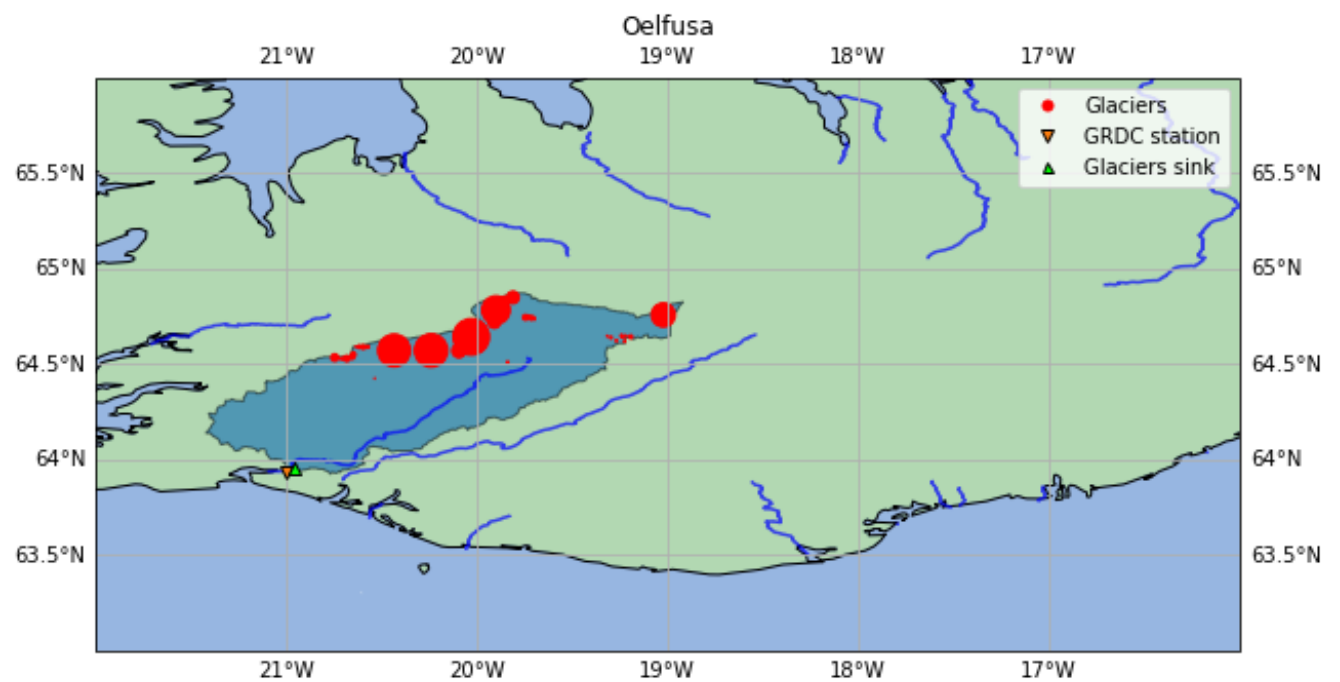 Oelfusa
21°W 20°W 19°W 18°W 17°W
Glaciers
GRDC station
Glaciers sink
65.5°N 65.5°N
65°N 65°N
64.5°N 64.5°N
64°N 64°N
63.5°N 63.5°N
21°W 20°W 19°W 18°W 17°W